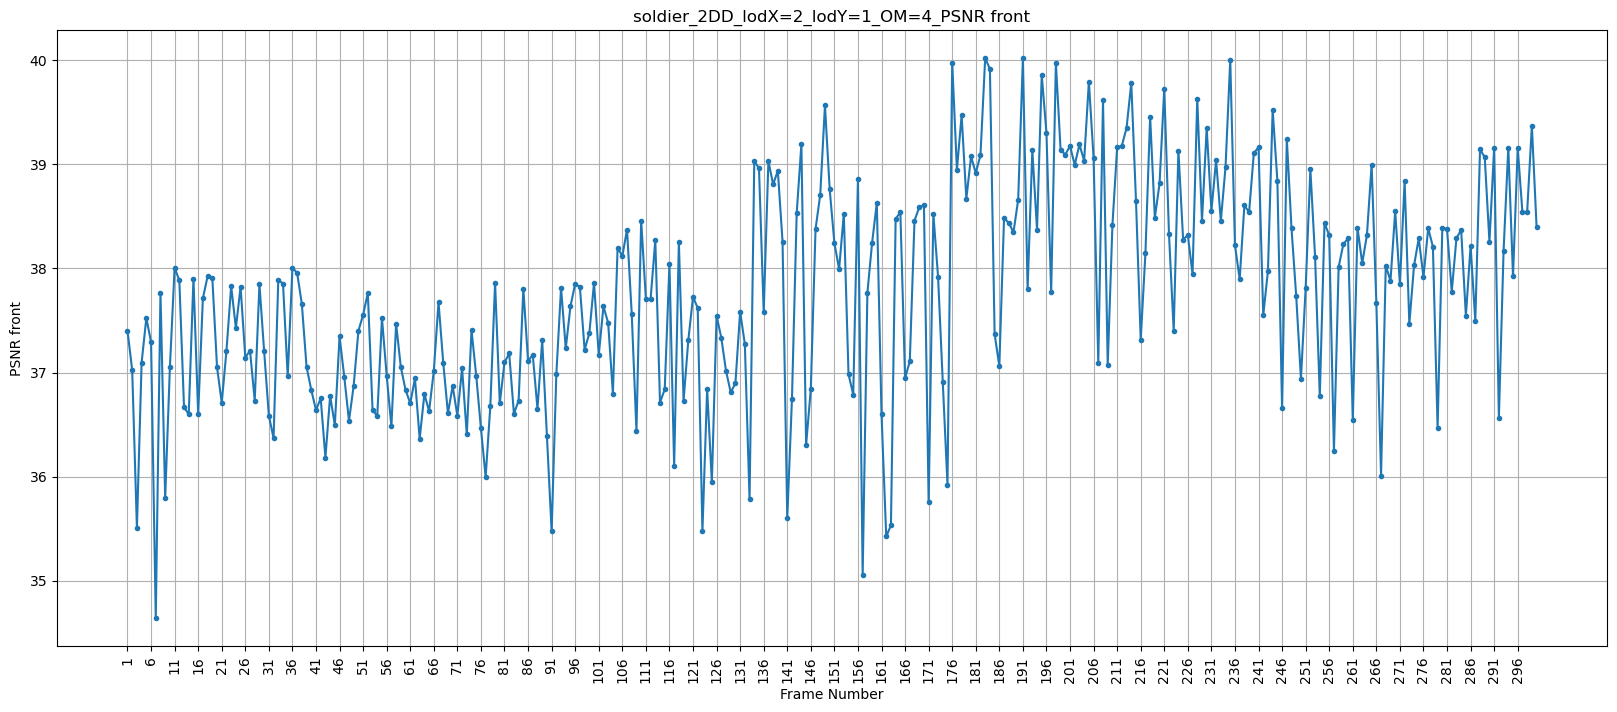 soldier_2DD_lodX=2_lodY=1_OM=4_PSNR front
40
39
38
37
36
35
PSNR front
1 6 11 16 21 26 31 36 41 46 51 56 61 66 71 76 81 86 91 96 101 106 111 116 121 126 131 136 141 146 151 156 161 166 171 176 181 186 191 196 201 206 211 216 221 226 231 236 241 246 251 256 261 266 271 276 281 286 291 296
Frame Number